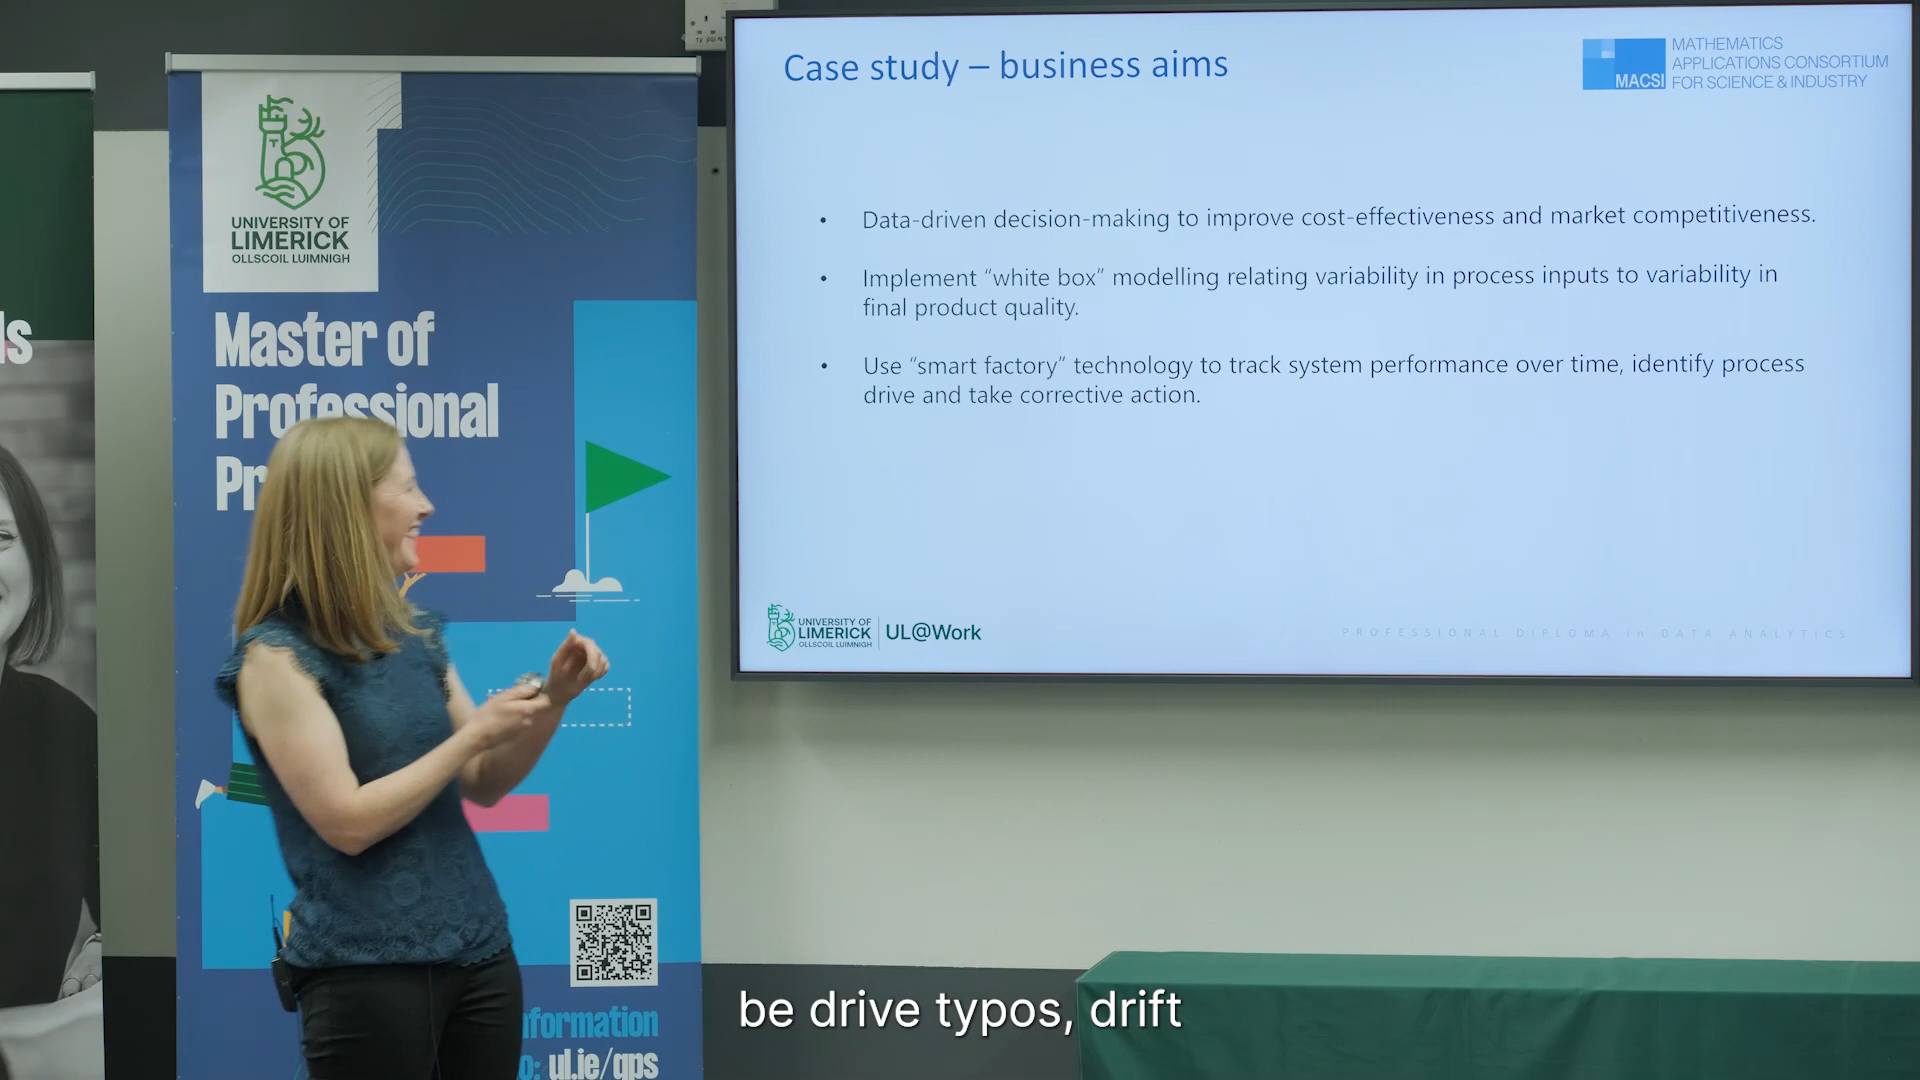 ls
UNIVERSITY OF
LIMERICK
OLLSCOIL LUIMNIGH
Master of
Professional
Pr
nformation
o: ul.ie/gps
Case study – business aims
MACSI
MATHEMATICS
APPLICATIONS CONSORTIUM
FOR SCIENCE & INDUSTRY
• Data-driven decision-making to improve cost-effectiveness and market competitiveness.
• Implement “white box” modelling relating variability in process inputs to variability in
final product quality.
• Use “smart factory” technology to track system performance over time, identify process
drive and take corrective action.
UNIVERSITY OF
LIMERICK
OLLSCOIL LUIMNIGH
UL@Work
PROFESSIONAL DIPLOMA in DATA ANALYTICS
be drive typos, drift